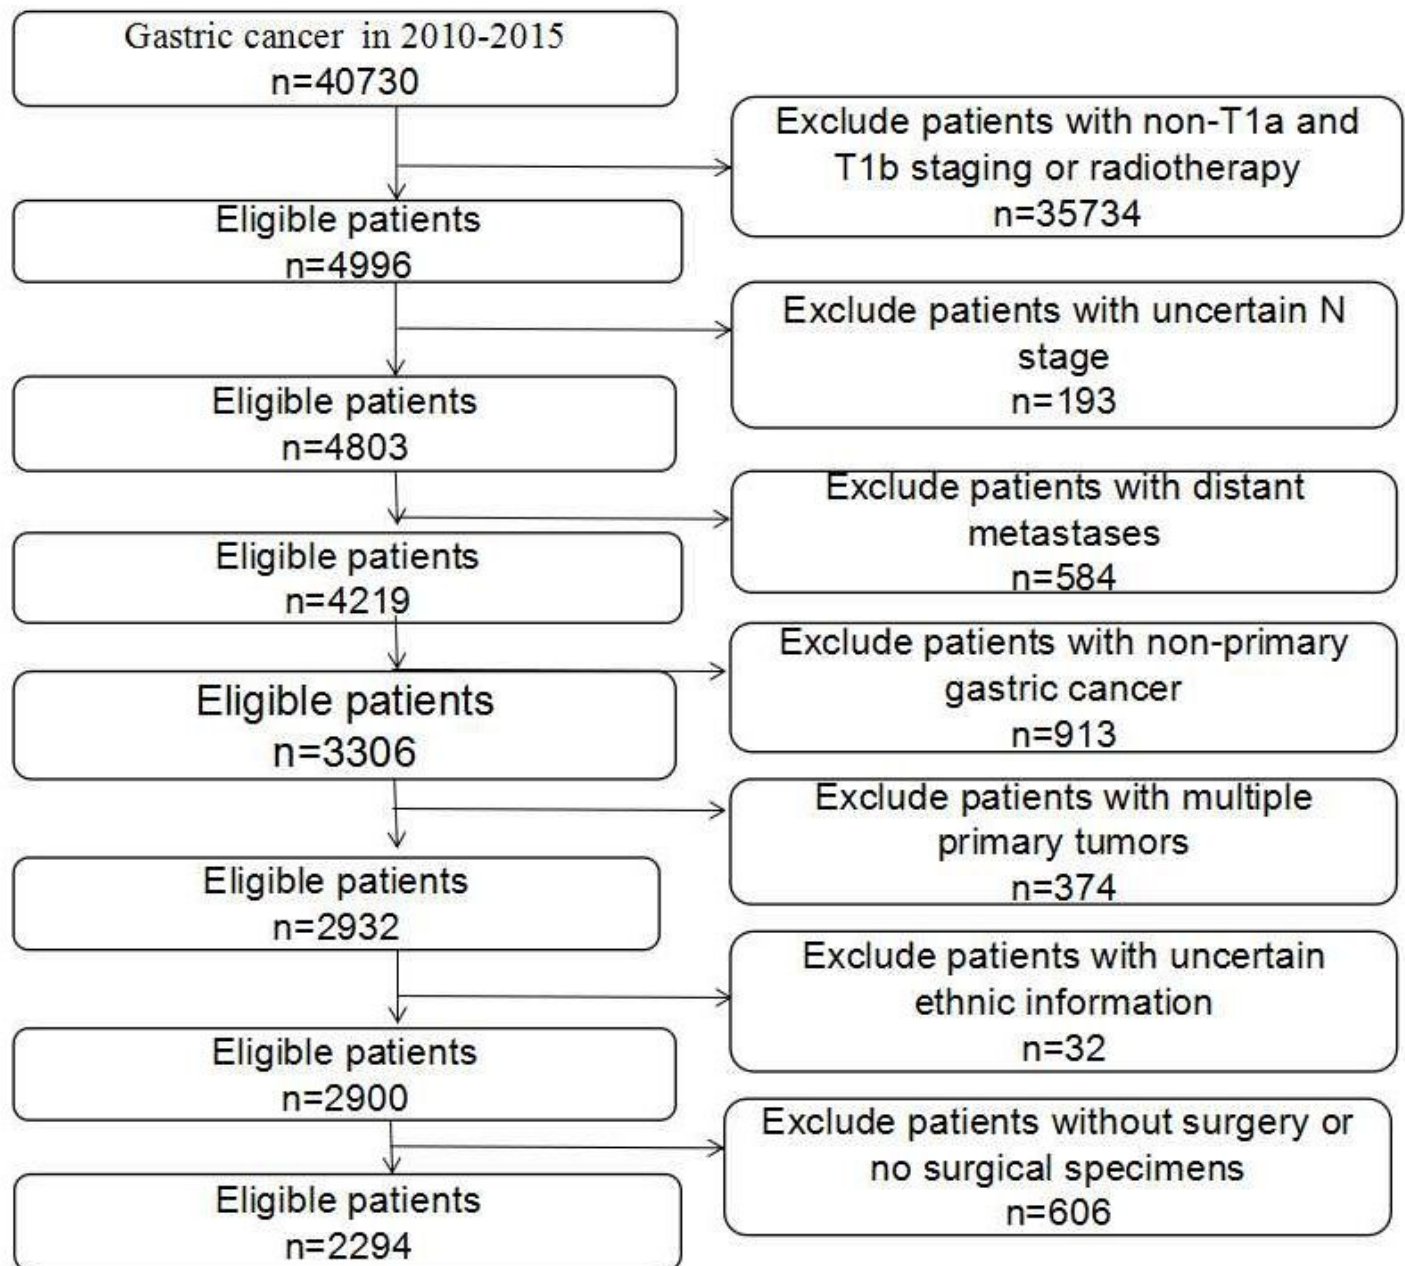 Gastric cancer in 2010-2015
n=40730
Exclude patients with non-T1a and
T1b staging or radiotherapy
n=35734
Eligible patients
n=4996
Exclude patients with uncertain N
stage
n=193
Eligible patients
n=4803
Exclude patients with distant
metastases
n=584
Eligible patients
n=4219
Exclude patients with non-primary
gastric cancer
n=913
Eligible patients
n=3306
Exclude patients with multiple
primary tumors
n=374
Eligible patients
n=2932
Exclude patients with uncertain
ethnic information
n=32
Eligible patients
n=2900
Exclude patients without surgery or
no surgical specimens
n=606
Eligible patients
n=2294